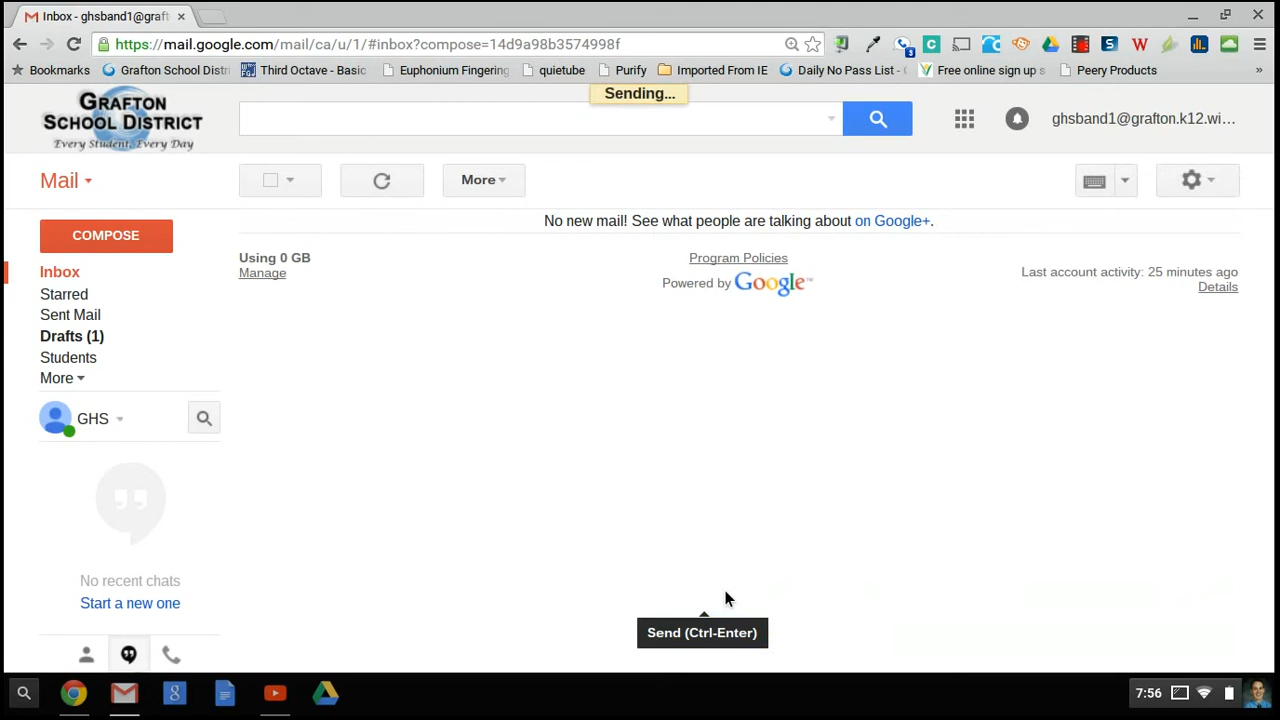 Inbox - ghsband1@graft
https://mail.google.com/mail/ca/u/1/#inbox?compose=14d9a98b3574998f
3
Bookmarks
Grafton School Distri
Third Octave - Basic
Euphonium Fingering
quietube
Purify
Imported From IE
Daily No Pass List - G
Free online sign up s
Peery Products
»
Sending...
GRAFTON
SCHOOL DISTRICT
Every Student, Every Day
ghsband1@grafton.k12.wi...
Mail
More
COMPOSE
No new mail! See what people are talking about on Google+.
Inbox
Starred
Sent Mail
Drafts (1)
Students
More
Using 0 GB
Manage
Program Policies
Powered by Google™
Last account activity: 25 minutes ago
Details
GHS
No recent chats
Start a new one
Send (Ctrl-Enter)
7:56